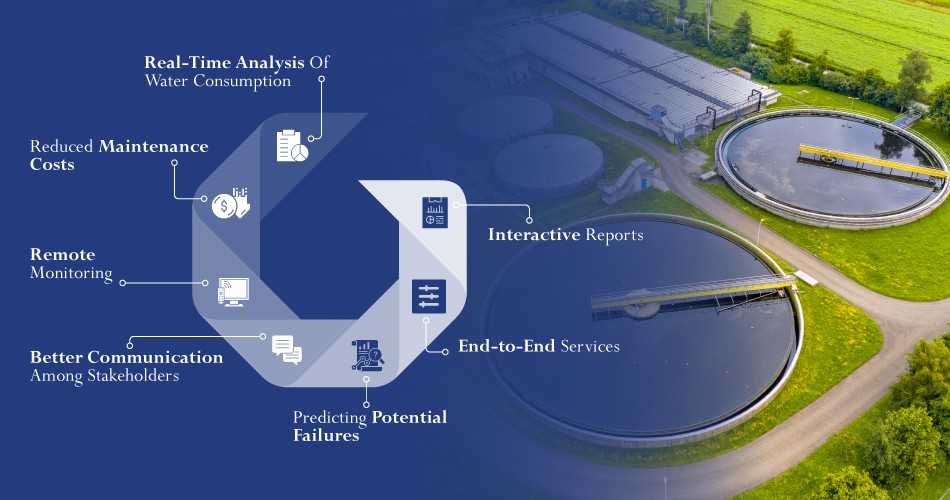 Real-Time Analysis Of
Water Consumption
Reduced Maintenance
Costs
Remote
Monitoring
Better Communication
Among Stakeholders
Predicting Potential
Failures
End-to-End Services
Interactive Reports
$
?